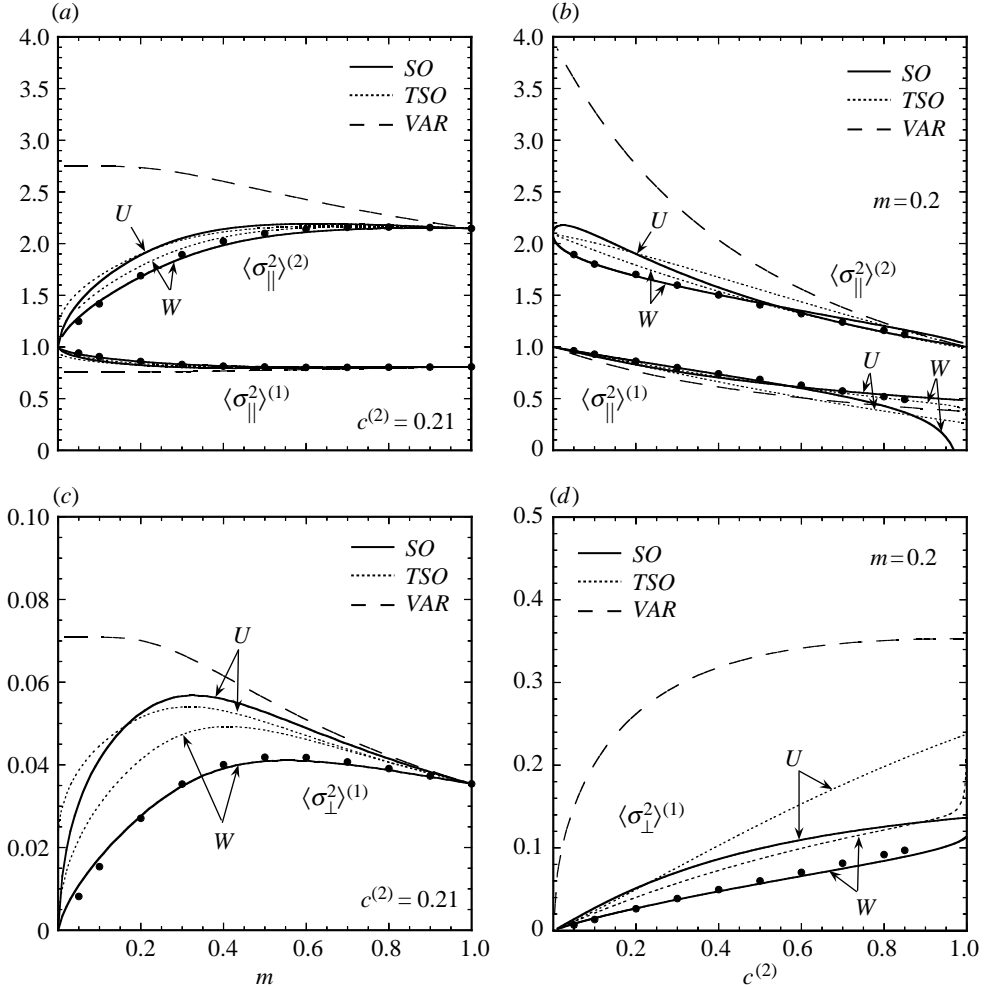 (a)
4.0
3.5
3.0
2.5
2.0
1.5
1.0
0.5
0
SO
TSO
VAR
U
W
⟨σ∥²⟩⁽²⁾
⟨σ∥²⟩⁽¹⁾
c⁽²⁾ = 0.21
(b)
4.0
3.5
3.0
2.5
2.0
1.5
1.0
0.5
0
SO
TSO
VAR
m = 0.2
U
W
⟨σ∥²⟩⁽²⁾
U
W
⟨σ∥²⟩⁽¹⁾
(c)
0.10
0.08
0.06
0.04
0.02
0
SO
TSO
VAR
U
W
⟨σ⊥²⟩⁽¹⁾
c⁽²⁾ = 0.21
0.2
0.4
0.6
0.8
1.0
m
(d)
0.5
0.4
0.3
0.2
0.1
0
SO
TSO
VAR
m = 0.2
U
⟨σ⊥²⟩⁽¹⁾
W
0.2
0.4
0.6
0.8
1.0
c⁽²⁾